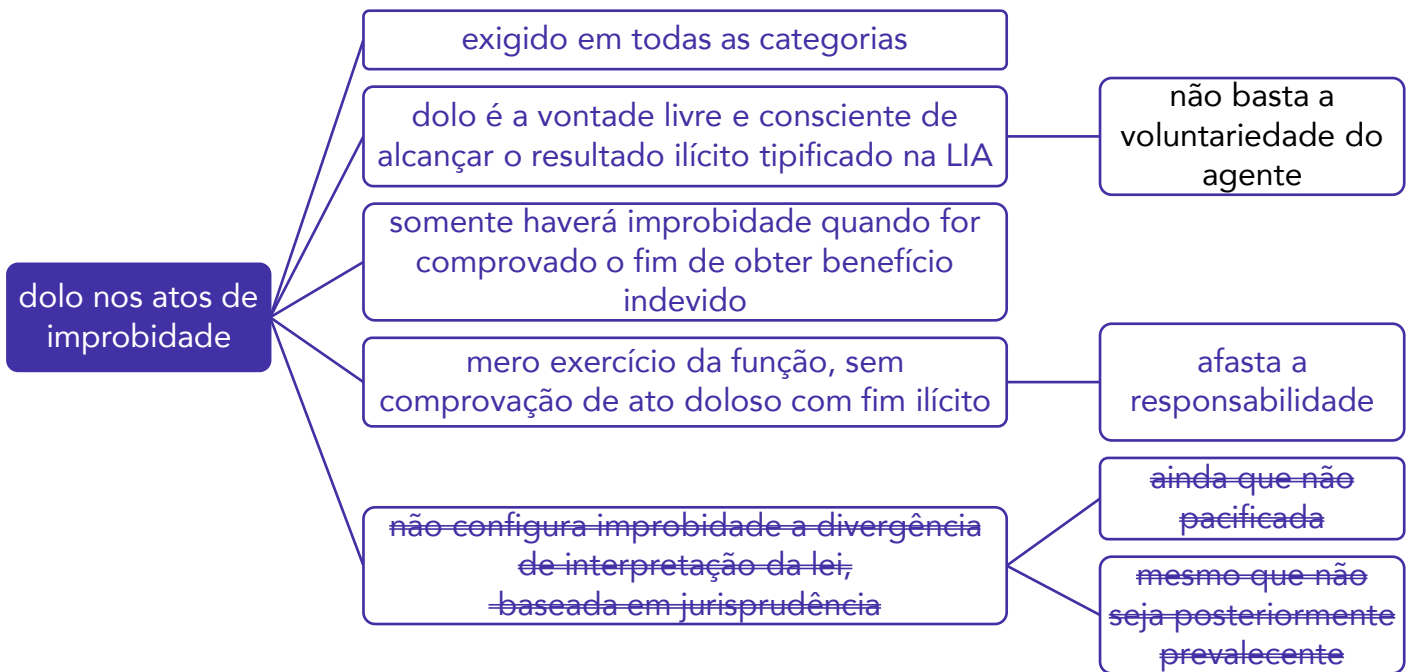 dolo nos atos de
improbidade
exigido em todas as categorias
dolo é a vontade livre e consciente de
alcançar o resultado ilícito tipificado na LIA
não basta a
voluntariedade do
agente
somente haverá improbidade quando for
comprovado o fim de obter benefício
indevido
mero exercício da função, sem
comprovação de ato doloso com fim ilícito
afasta a
responsabilidade
não configura improbidade a divergência
de interpretação da lei,
baseada em jurisprudência
ainda que não
pacificada
mesmo que não
seja posteriormente
prevalecente